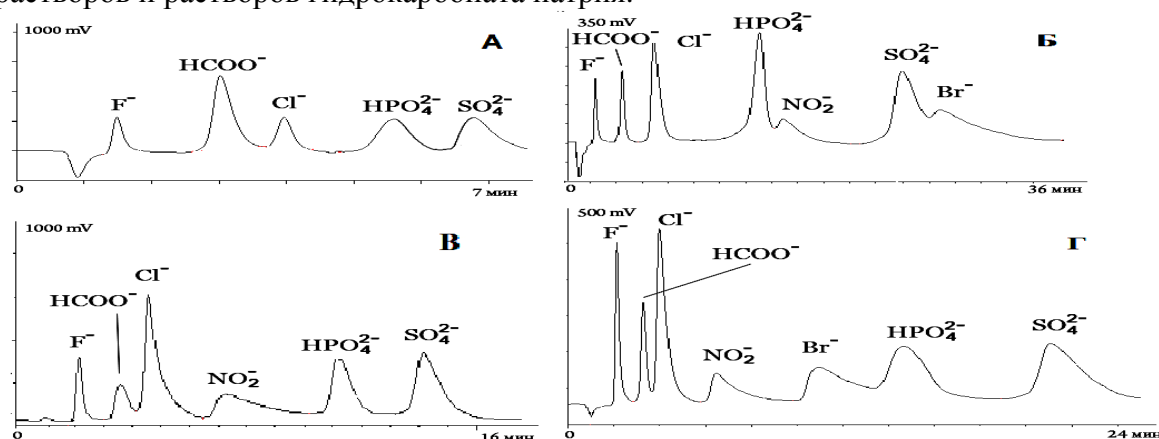 растворов и растворов гидрокарбоната натрия.
1000 mV
А
F⁻
HCOO⁻
Cl⁻
HPO₄²⁻
SO₄²⁻
0
7 мин
350 mV
Б
F⁻
HCOO⁻
Cl⁻
HPO₄²⁻
NO₂⁻
SO₄²⁻
Br⁻
0
36 мин
1000 mV
В
F⁻
HCOO⁻
Cl⁻
NO₂⁻
HPO₄²⁻
SO₄²⁻
0
16 мин
500 mV
Г
F⁻
Cl⁻
HCOO⁻
NO₂⁻
Br⁻
HPO₄²⁻
SO₄²⁻
0
24 мин